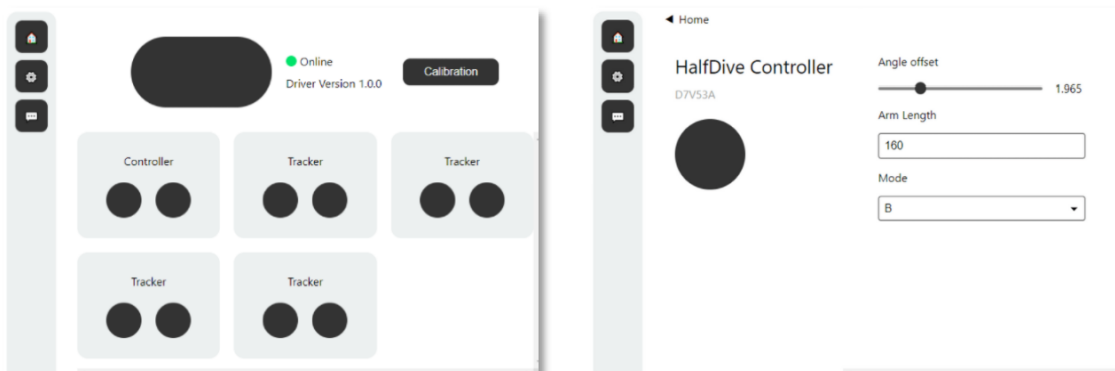 Online
Driver Version 1.0.0
Calibration
Controller
Tracker
Tracker
Tracker
Tracker
◀ Home
HalfDive Controller
D7V53A
Angle offset
1.965
Arm Length
160
Mode
B